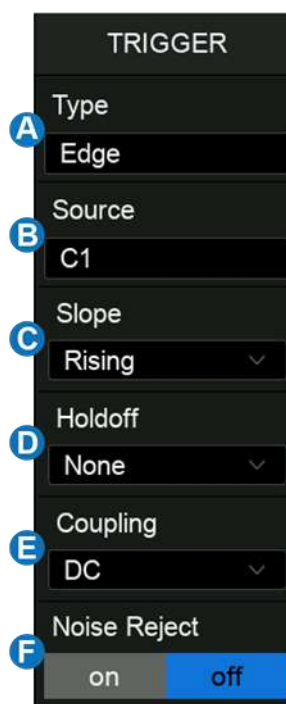 TRIGGER
Type
A
Edge
Source
B
C1
Slope
C
Rising
Holdoff
D
None
Coupling
E
DC
Noise Reject
F
on off